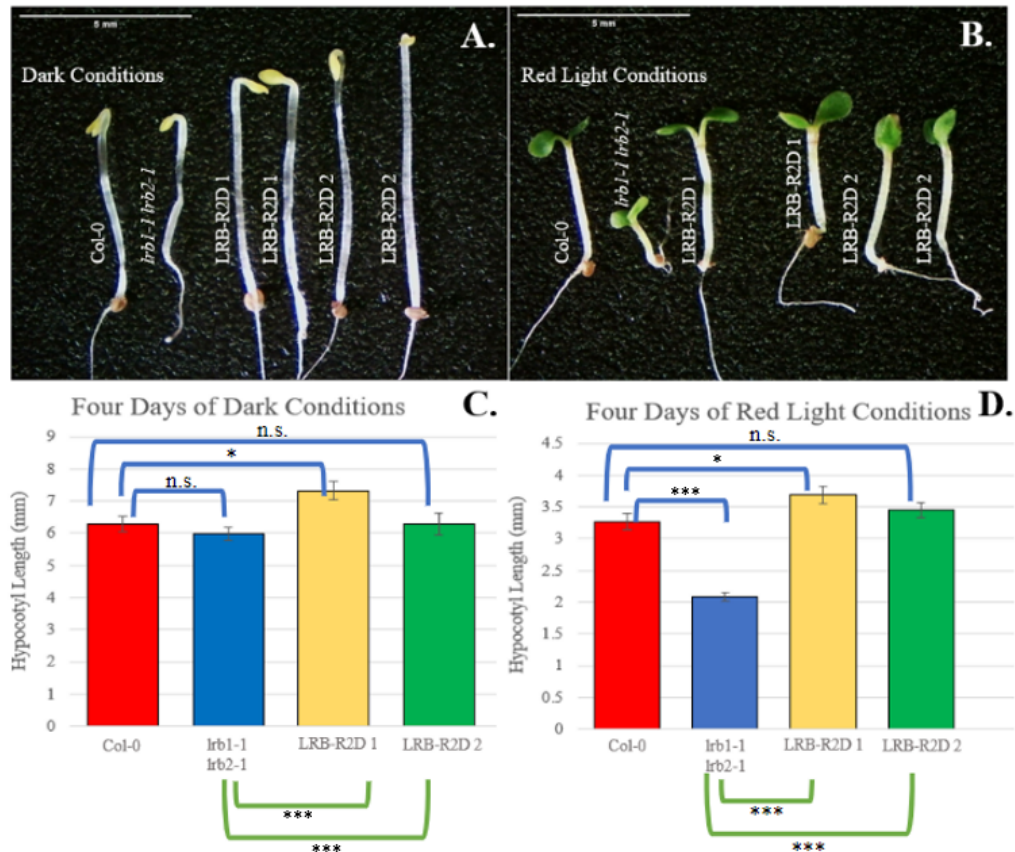 5 mm
A.
Dark Conditions
Col-0
lrb1-1 lrb2-1
LRB-R2D 1
LRB-R2D 1
LRB-R2D 2
LRB-R2D 2
5 mm
B.
Red Light Conditions
Col-0
lrb1-1 lrb2-1
LRB-R2D 1
LRB-R2D 1
LRB-R2D 2
LRB-R2D 2
Four Days of Dark Conditions
C.
n.s.
*
n.s.
Hypocotyl Length (mm)
9
8
7
6
5
4
3
2
1
0
Col-0
lrb1-1
lrb2-1
LRB-R2D 1
LRB-R2D 2
***
***
Four Days of Red Light Conditions
D.
n.s.
*
***
Hypocotyl Length (mm)
4.5
4
3.5
3
2.5
2
1.5
1
0.5
0
Col-0
lrb1-1
lrb2-1
LRB-R2D 1
LRB-R2D 2
***
***